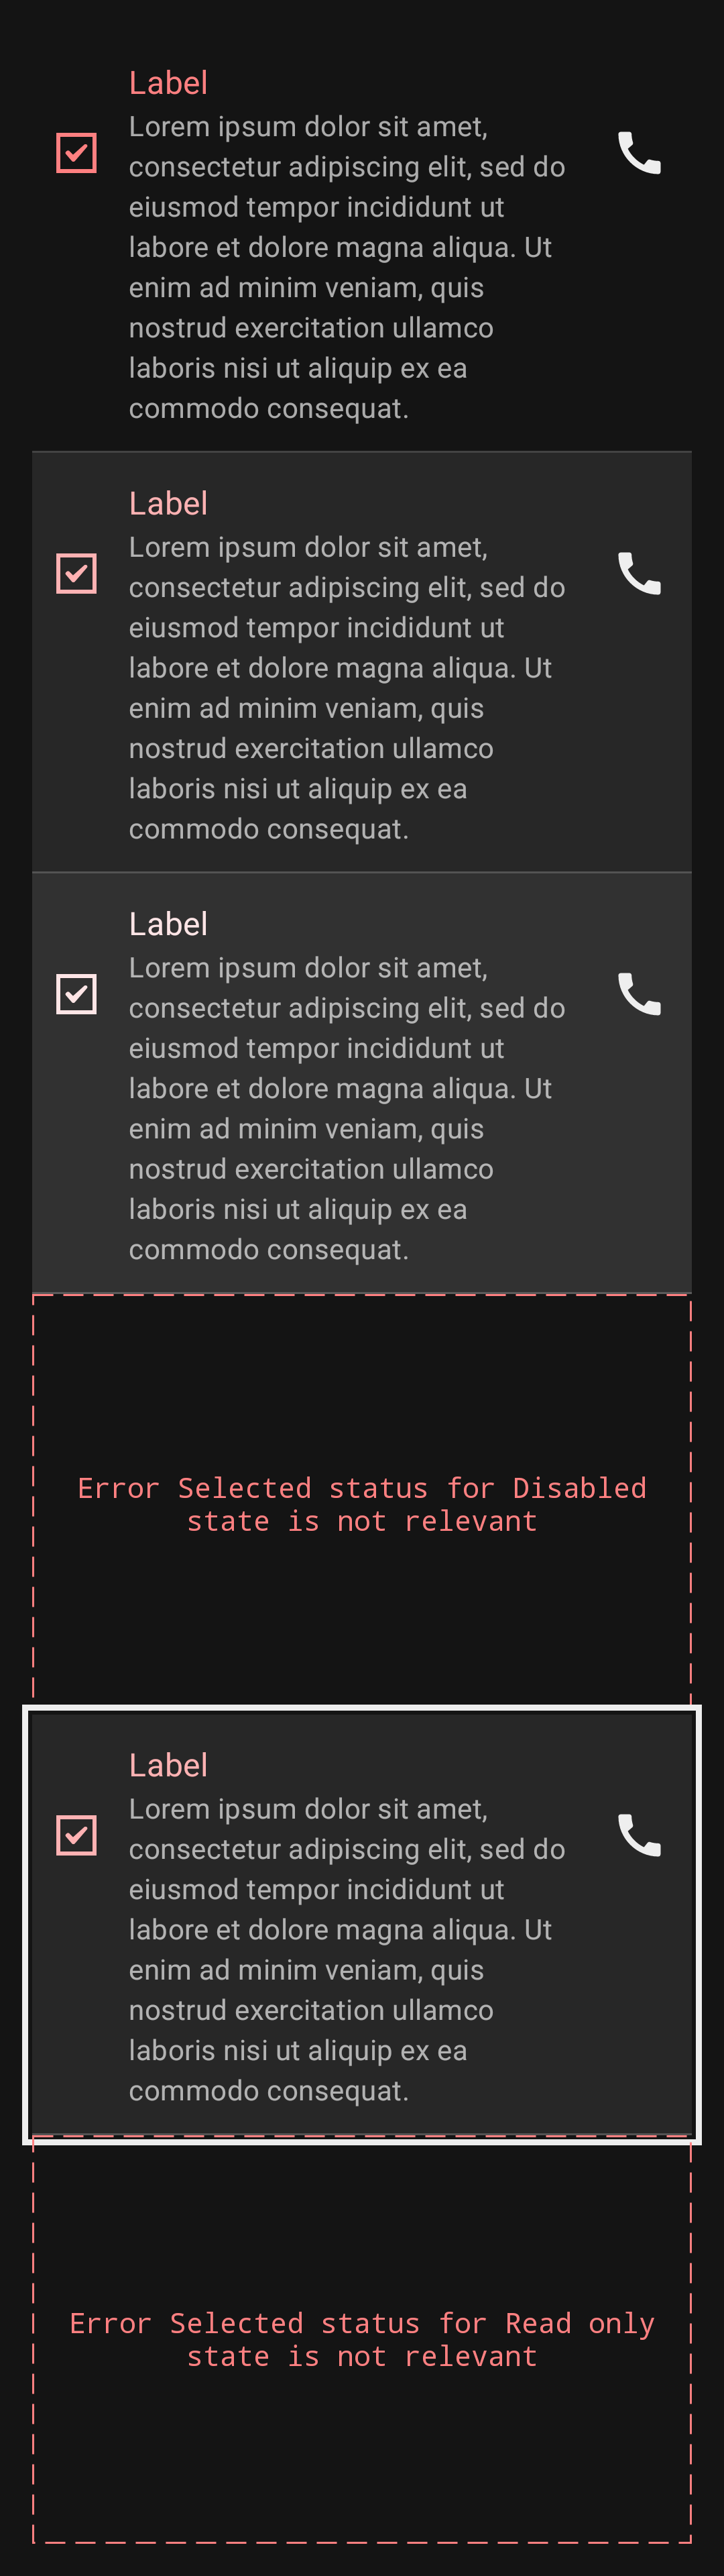 Label
Lorem ipsum dolor sit amet,
consectetur adipiscing elit, sed do
eiusmod tempor incididunt ut
labore et dolore magna aliqua. Ut
enim ad minim veniam, quis
nostrud exercitation ullamco
laboris nisi ut aliquip ex ea
commodo consequat.
Label
Lorem ipsum dolor sit amet,
consectetur adipiscing elit, sed do
eiusmod tempor incididunt ut
labore et dolore magna aliqua. Ut
enim ad minim veniam, quis
nostrud exercitation ullamco
laboris nisi ut aliquip ex ea
commodo consequat.
Label
Lorem ipsum dolor sit amet,
consectetur adipiscing elit, sed do
eiusmod tempor incididunt ut
labore et dolore magna aliqua. Ut
enim ad minim veniam, quis
nostrud exercitation ullamco
laboris nisi ut aliquip ex ea
commodo consequat.
Error Selected status for Disabled
state is not relevant
Label
Lorem ipsum dolor sit amet,
consectetur adipiscing elit, sed do
eiusmod tempor incididunt ut
labore et dolore magna aliqua. Ut
enim ad minim veniam, quis
nostrud exercitation ullamco
laboris nisi ut aliquip ex ea
commodo consequat.
Error Selected status for Read only
state is not relevant